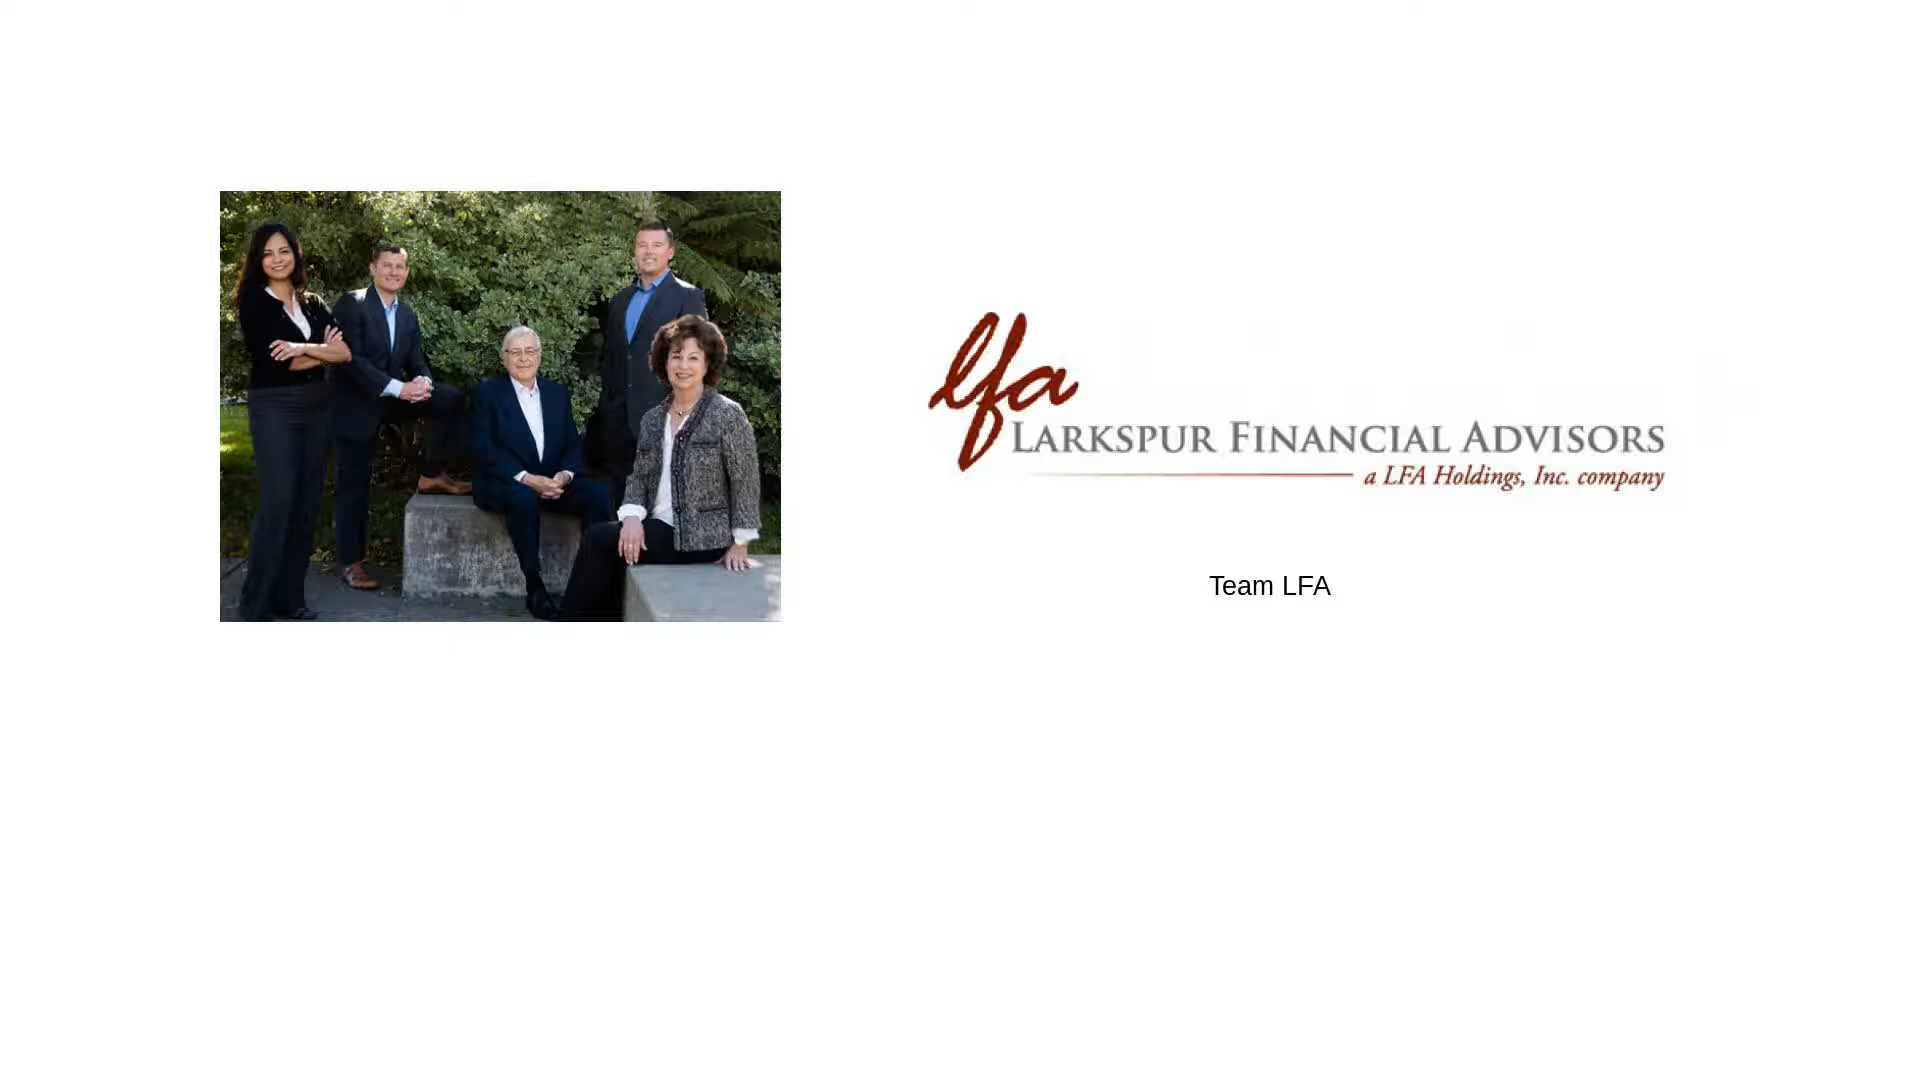 lfa
LARKSPUR FINANCIAL ADVISORS
a LFA Holdings, Inc. company
Team LFA